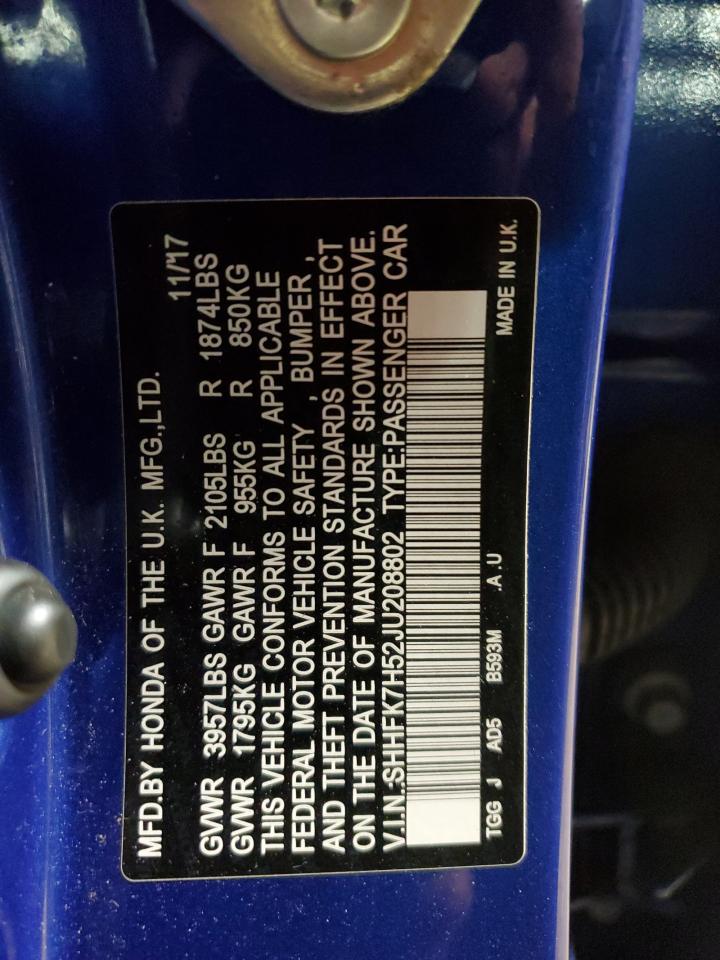 MFD.BY HONDA OF THE U.K. MFG.,LTD. 11/17
GVWR 3957LBS GAWR F 2105LBS R 1874LBS
GVWR 1795KG GAWR F 955KG R 850KG
THIS VEHICLE CONFORMS TO ALL APPLICABLE
FEDERAL MOTOR VEHICLE SAFETY , BUMPER ,
AND THEFT PREVENTION STANDARDS IN EFFECT
ON THE DATE OF MANUFACTURE SHOWN ABOVE.
V.I.N.:SHHFK7H52JU208802 TYPE:PASSENGER CAR
TGG J AD5 B593M .A .U MADE IN U.K.